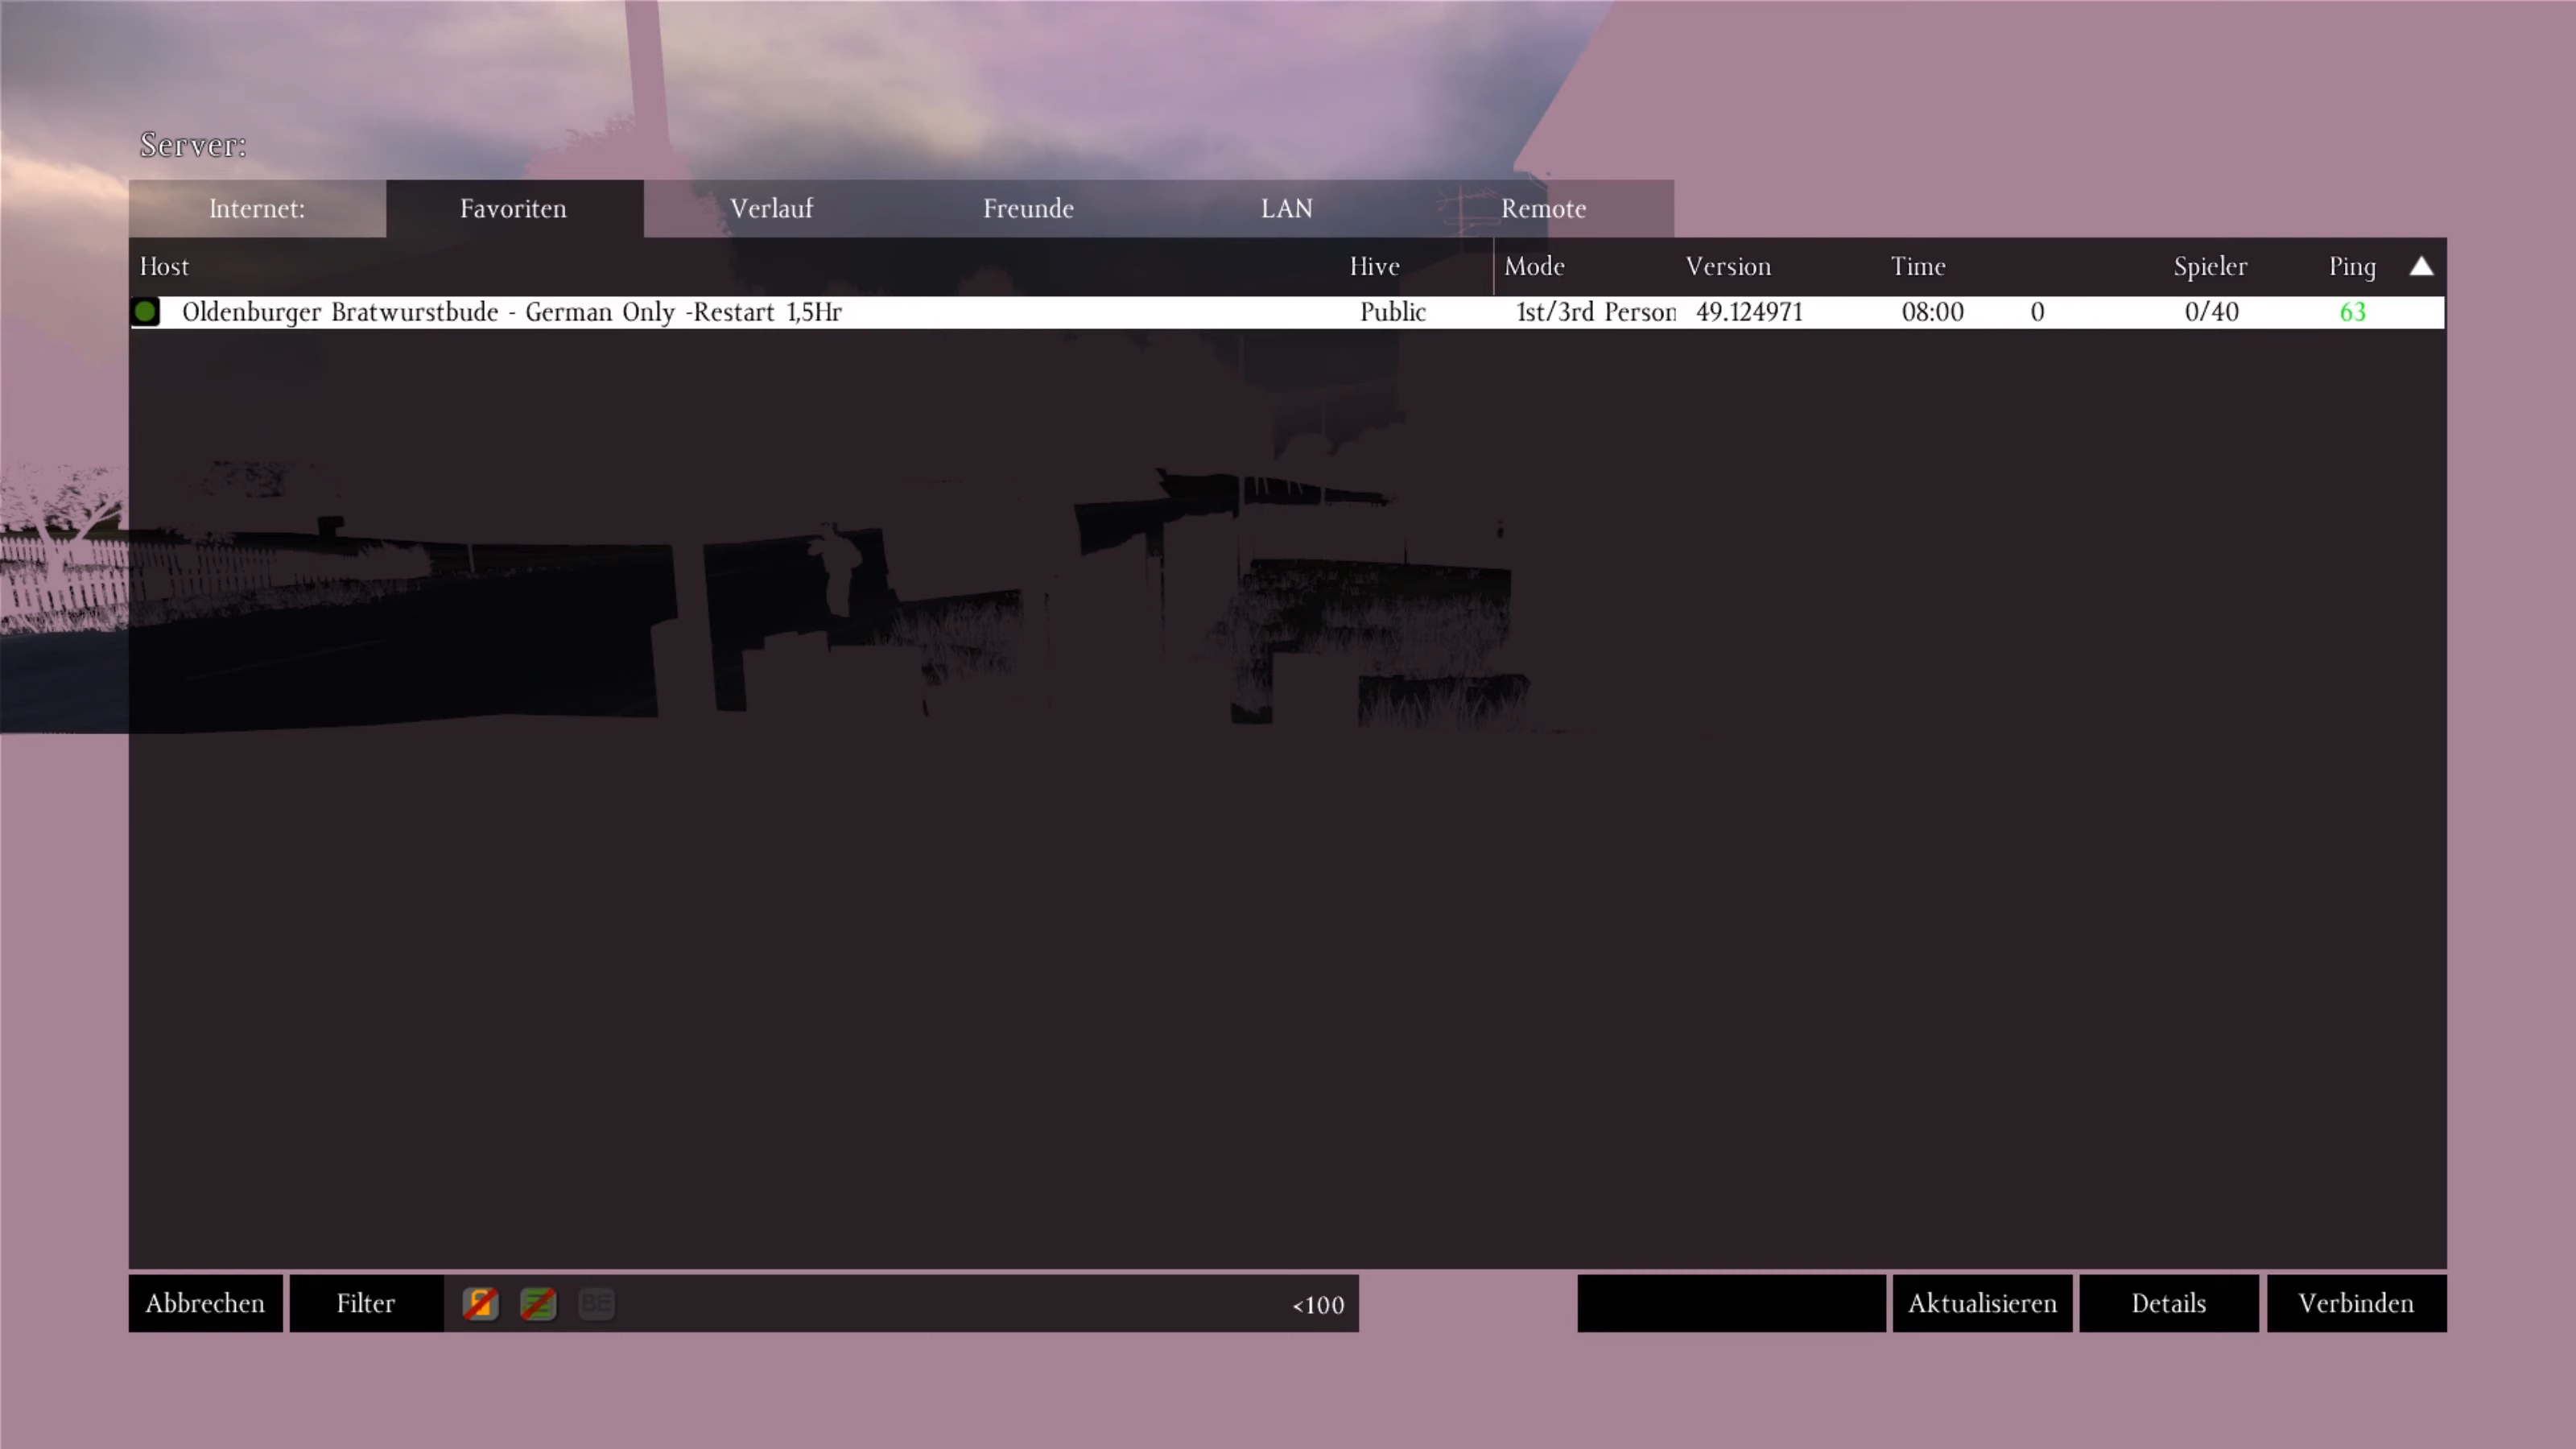 Server:
Internet: Favoriten Verlauf Freunde LAN Remote
Host Hive Mode Version Time Spieler Ping
Oldenburger Bratwurstbude - German Only -Restart 1,5Hr Public 1st/3rd Person 49.124971 08:00 0 0/40 63
Abbrechen Filter BE <100 Aktualisieren Details Verbinden